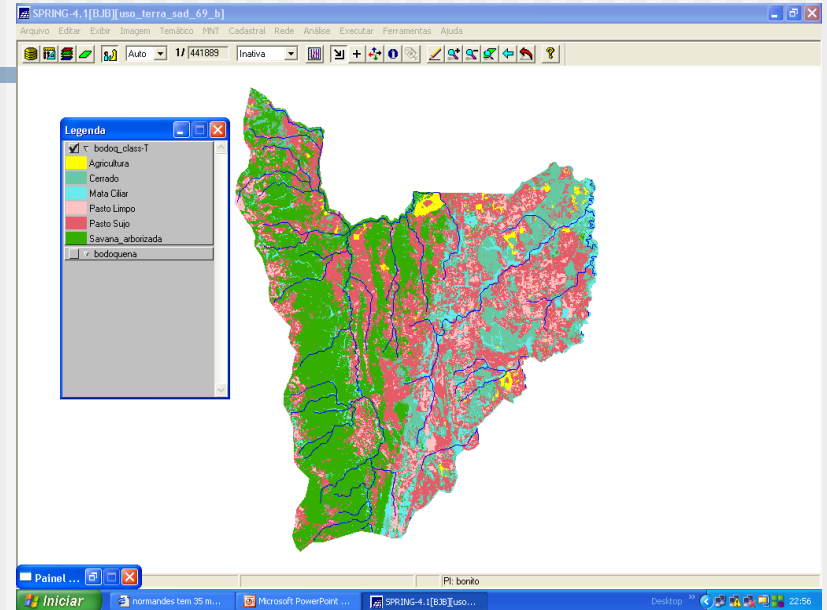 SPRING-4.1[BJB][uso_terra_sad_69_b]
Arquivo Editar Exibir Imagem Temático MNT Cadastral Rede Análise Executar Ferramentas Ajuda
Auto 1/ 441889 Inativa
Legenda
bodoq_class-T
Agricultura
Cerrado
Mata Ciliar
Pasto Limpo
Pasto Sujo
Savana_arborizada
bodoquena
Painel ...
PI: bonito
Iniciar normandes tem 35 m... Microsoft PowerPoint ... SPRING-4.1[BJB][uso... Desktop » 22:56